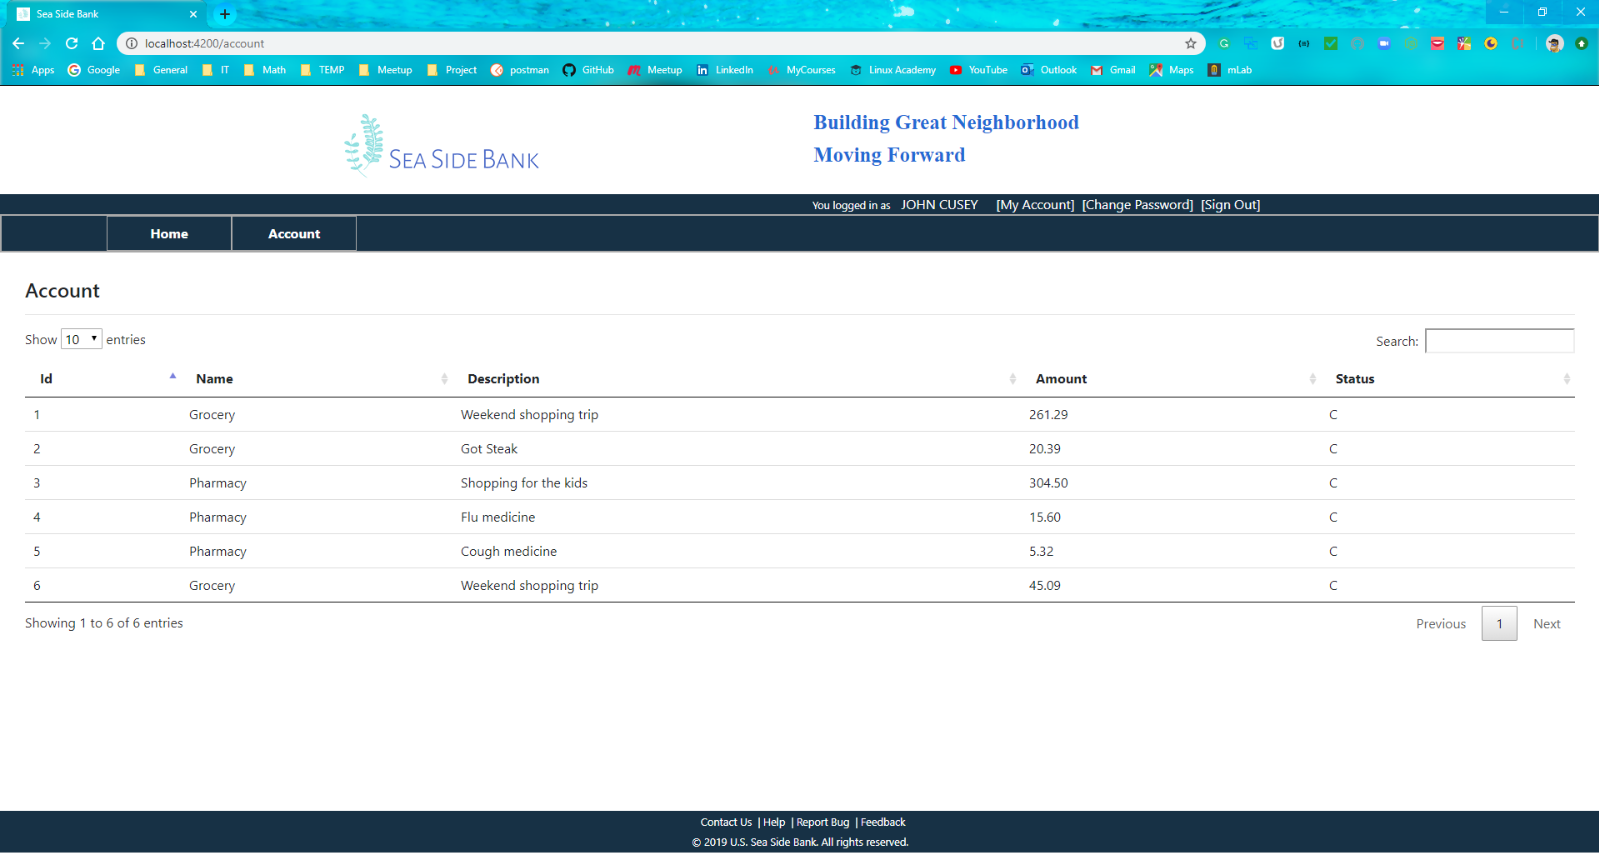 Sea Side Bank
localhost:4200/account
Apps Google General IT Math TEMP Meetup Project postman GitHub Meetup LinkedIn MyCourses Linux Academy YouTube Outlook Gmail Maps mLab
Building Great Neighborhood
Moving Forward
SEA SIDE BANK
You logged in as JOHN CUSEY [My Account] [Change Password] [Sign Out]
Home Account
Account
Show 10 entries Search:
Id Name Description Amount Status
1 Grocery Weekend shopping trip 261.29 C
2 Grocery Got Steak 20.39 C
3 Pharmacy Shopping for the kids 304.50 C
4 Pharmacy Flu medicine 15.60 C
5 Pharmacy Cough medicine 5.32 C
6 Grocery Weekend shopping trip 45.09 C
Showing 1 to 6 of 6 entries Previous 1 Next
Contact Us | Help | Report Bug | Feedback
© 2019 U.S. Sea Side Bank. All rights reserved.